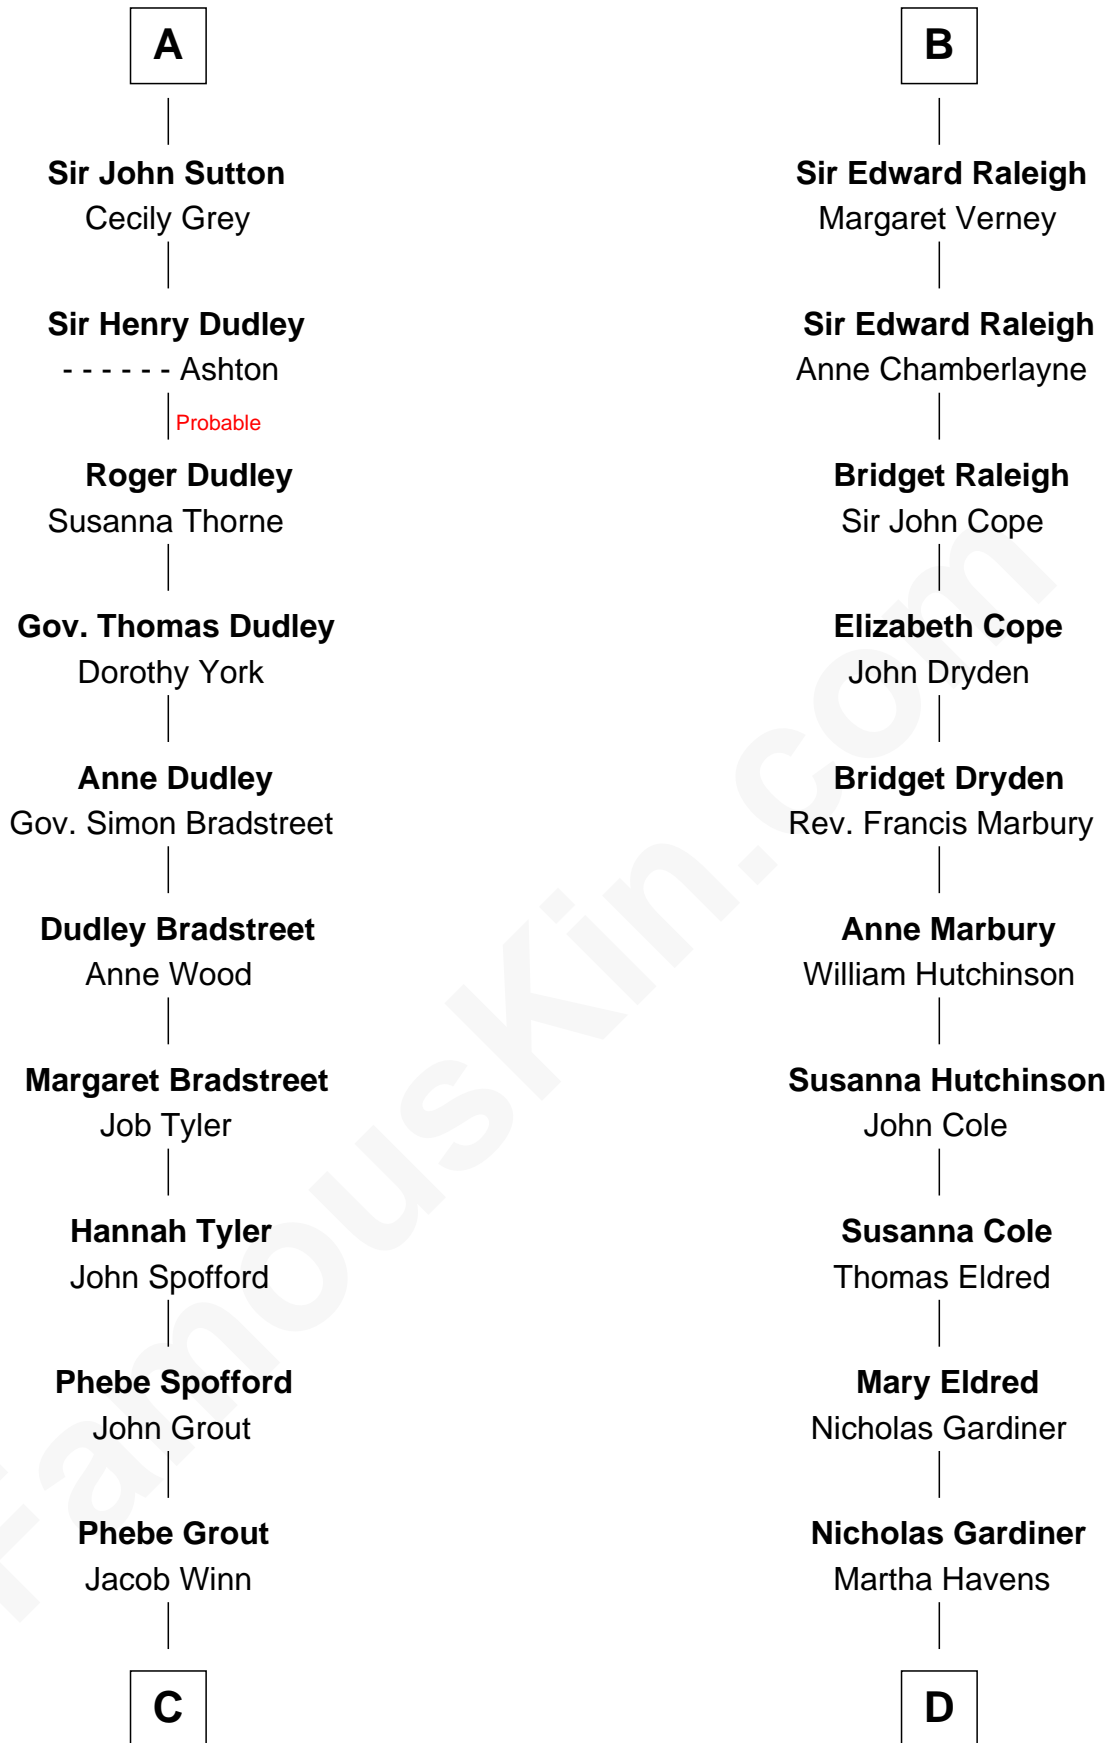 A
Sir John Sutton
Cecily Grey
Sir Henry Dudley
- - - - - - Ashton
Probable
Roger Dudley
Susanna Thorne
Gov. Thomas Dudley
Dorothy York
Anne Dudley
Gov. Simon Bradstreet
Dudley Bradstreet
Anne Wood
Margaret Bradstreet
Job Tyler
Hannah Tyler
John Spofford
Phebe Spofford
John Grout
Phebe Grout
Jacob Winn
C
B
Sir Edward Raleigh
Margaret Verney
Sir Edward Raleigh
Anne Chamberlayne
Bridget Raleigh
Sir John Cope
Elizabeth Cope
John Dryden
Bridget Dryden
Rev. Francis Marbury
Anne Marbury
William Hutchinson
Susanna Hutchinson
John Cole
Susanna Cole
Thomas Eldred
Mary Eldred
Nicholas Gardiner
Nicholas Gardiner
Martha Havens
D
FamousKin.com